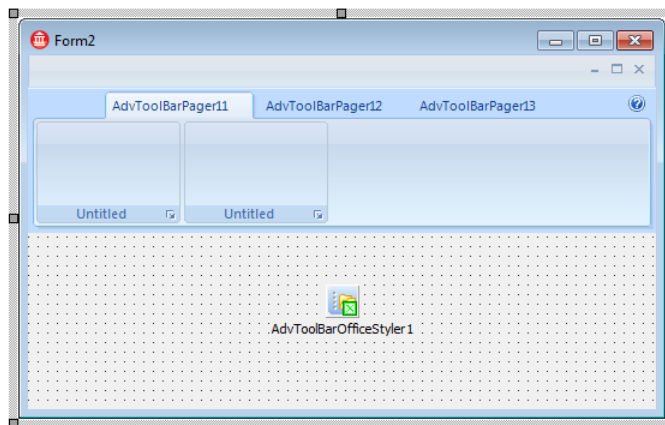 Form2
AdvToolBarPager11 AdvToolBarPager12 AdvToolBarPager13
Untitled Untitled
AdvToolBarOfficeStyler1